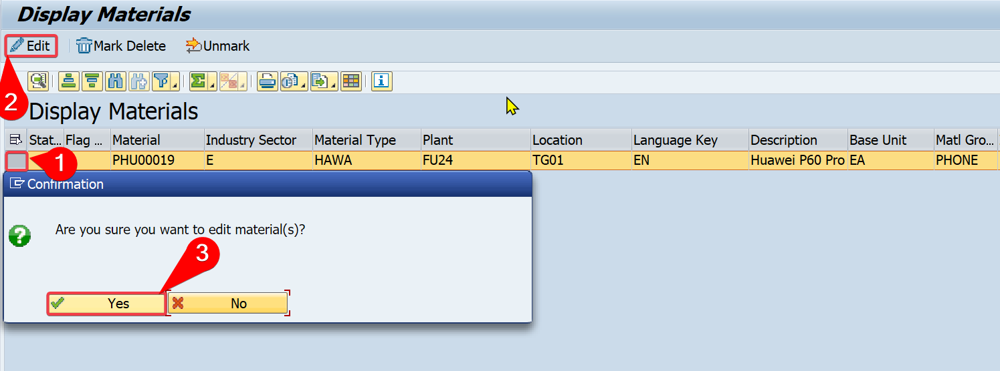 Display Materials
Edit Mark Delete Unmark
2
Display Materials
Stat... Flag ... Material Industry Sector Material Type Plant Location Language Key Description Base Unit Matl Gro...
1 PHU00019 E HAWA FU24 TG01 EN Huawei P60 Pro EA PHONE
Confirmation
Are you sure you want to edit material(s)?
3
Yes No